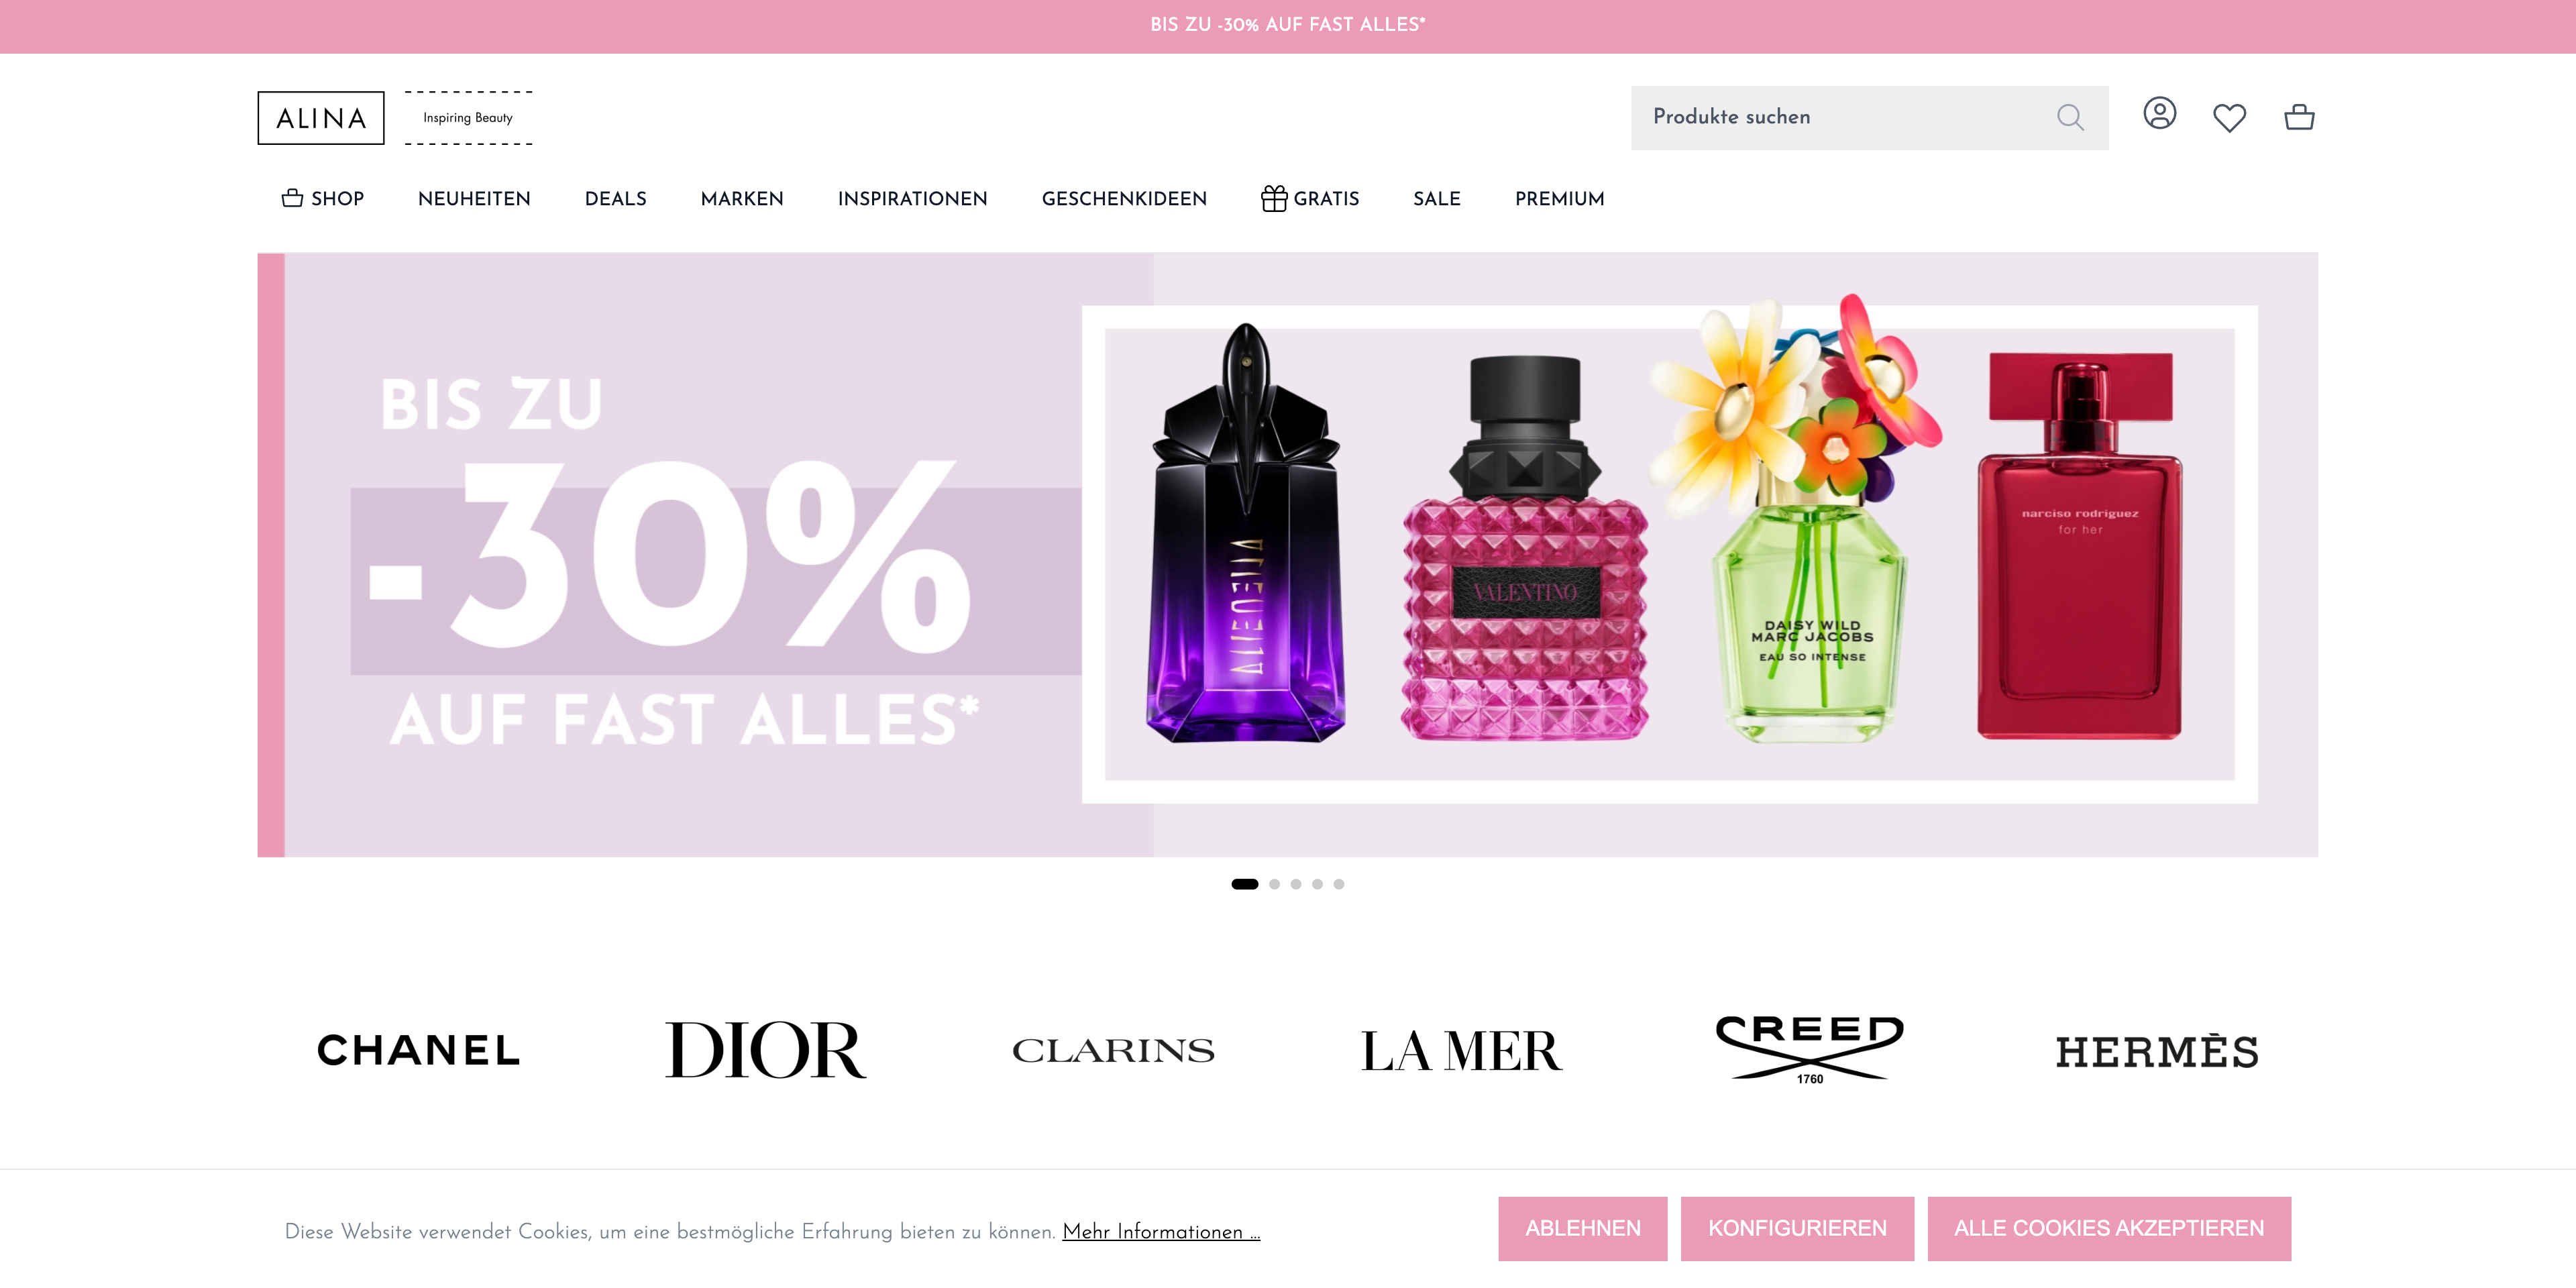 BIS ZU -30% AUF FAST ALLES*
ALINA
Inspiring Beauty
Produkte suchen
SHOP NEUHEITEN DEALS MARKEN INSPIRATIONEN GESCHENKIDEEN GRATIS SALE PREMIUM
BIS ZU
-30%
AUF FAST ALLES*
ALIEN
VALENTINO
DAISY WILD
MARC JACOBS
EAU SO INTENSE
narciso rodriguez
for her
CHANEL
DIOR
CLARINS
LA MER
CREED
1760
HERMÈS
Diese Website verwendet Cookies, um eine bestmögliche Erfahrung bieten zu können. Mehr Informationen ...
ABLEHNEN
KONFIGURIEREN
ALLE COOKIES AKZEPTIEREN